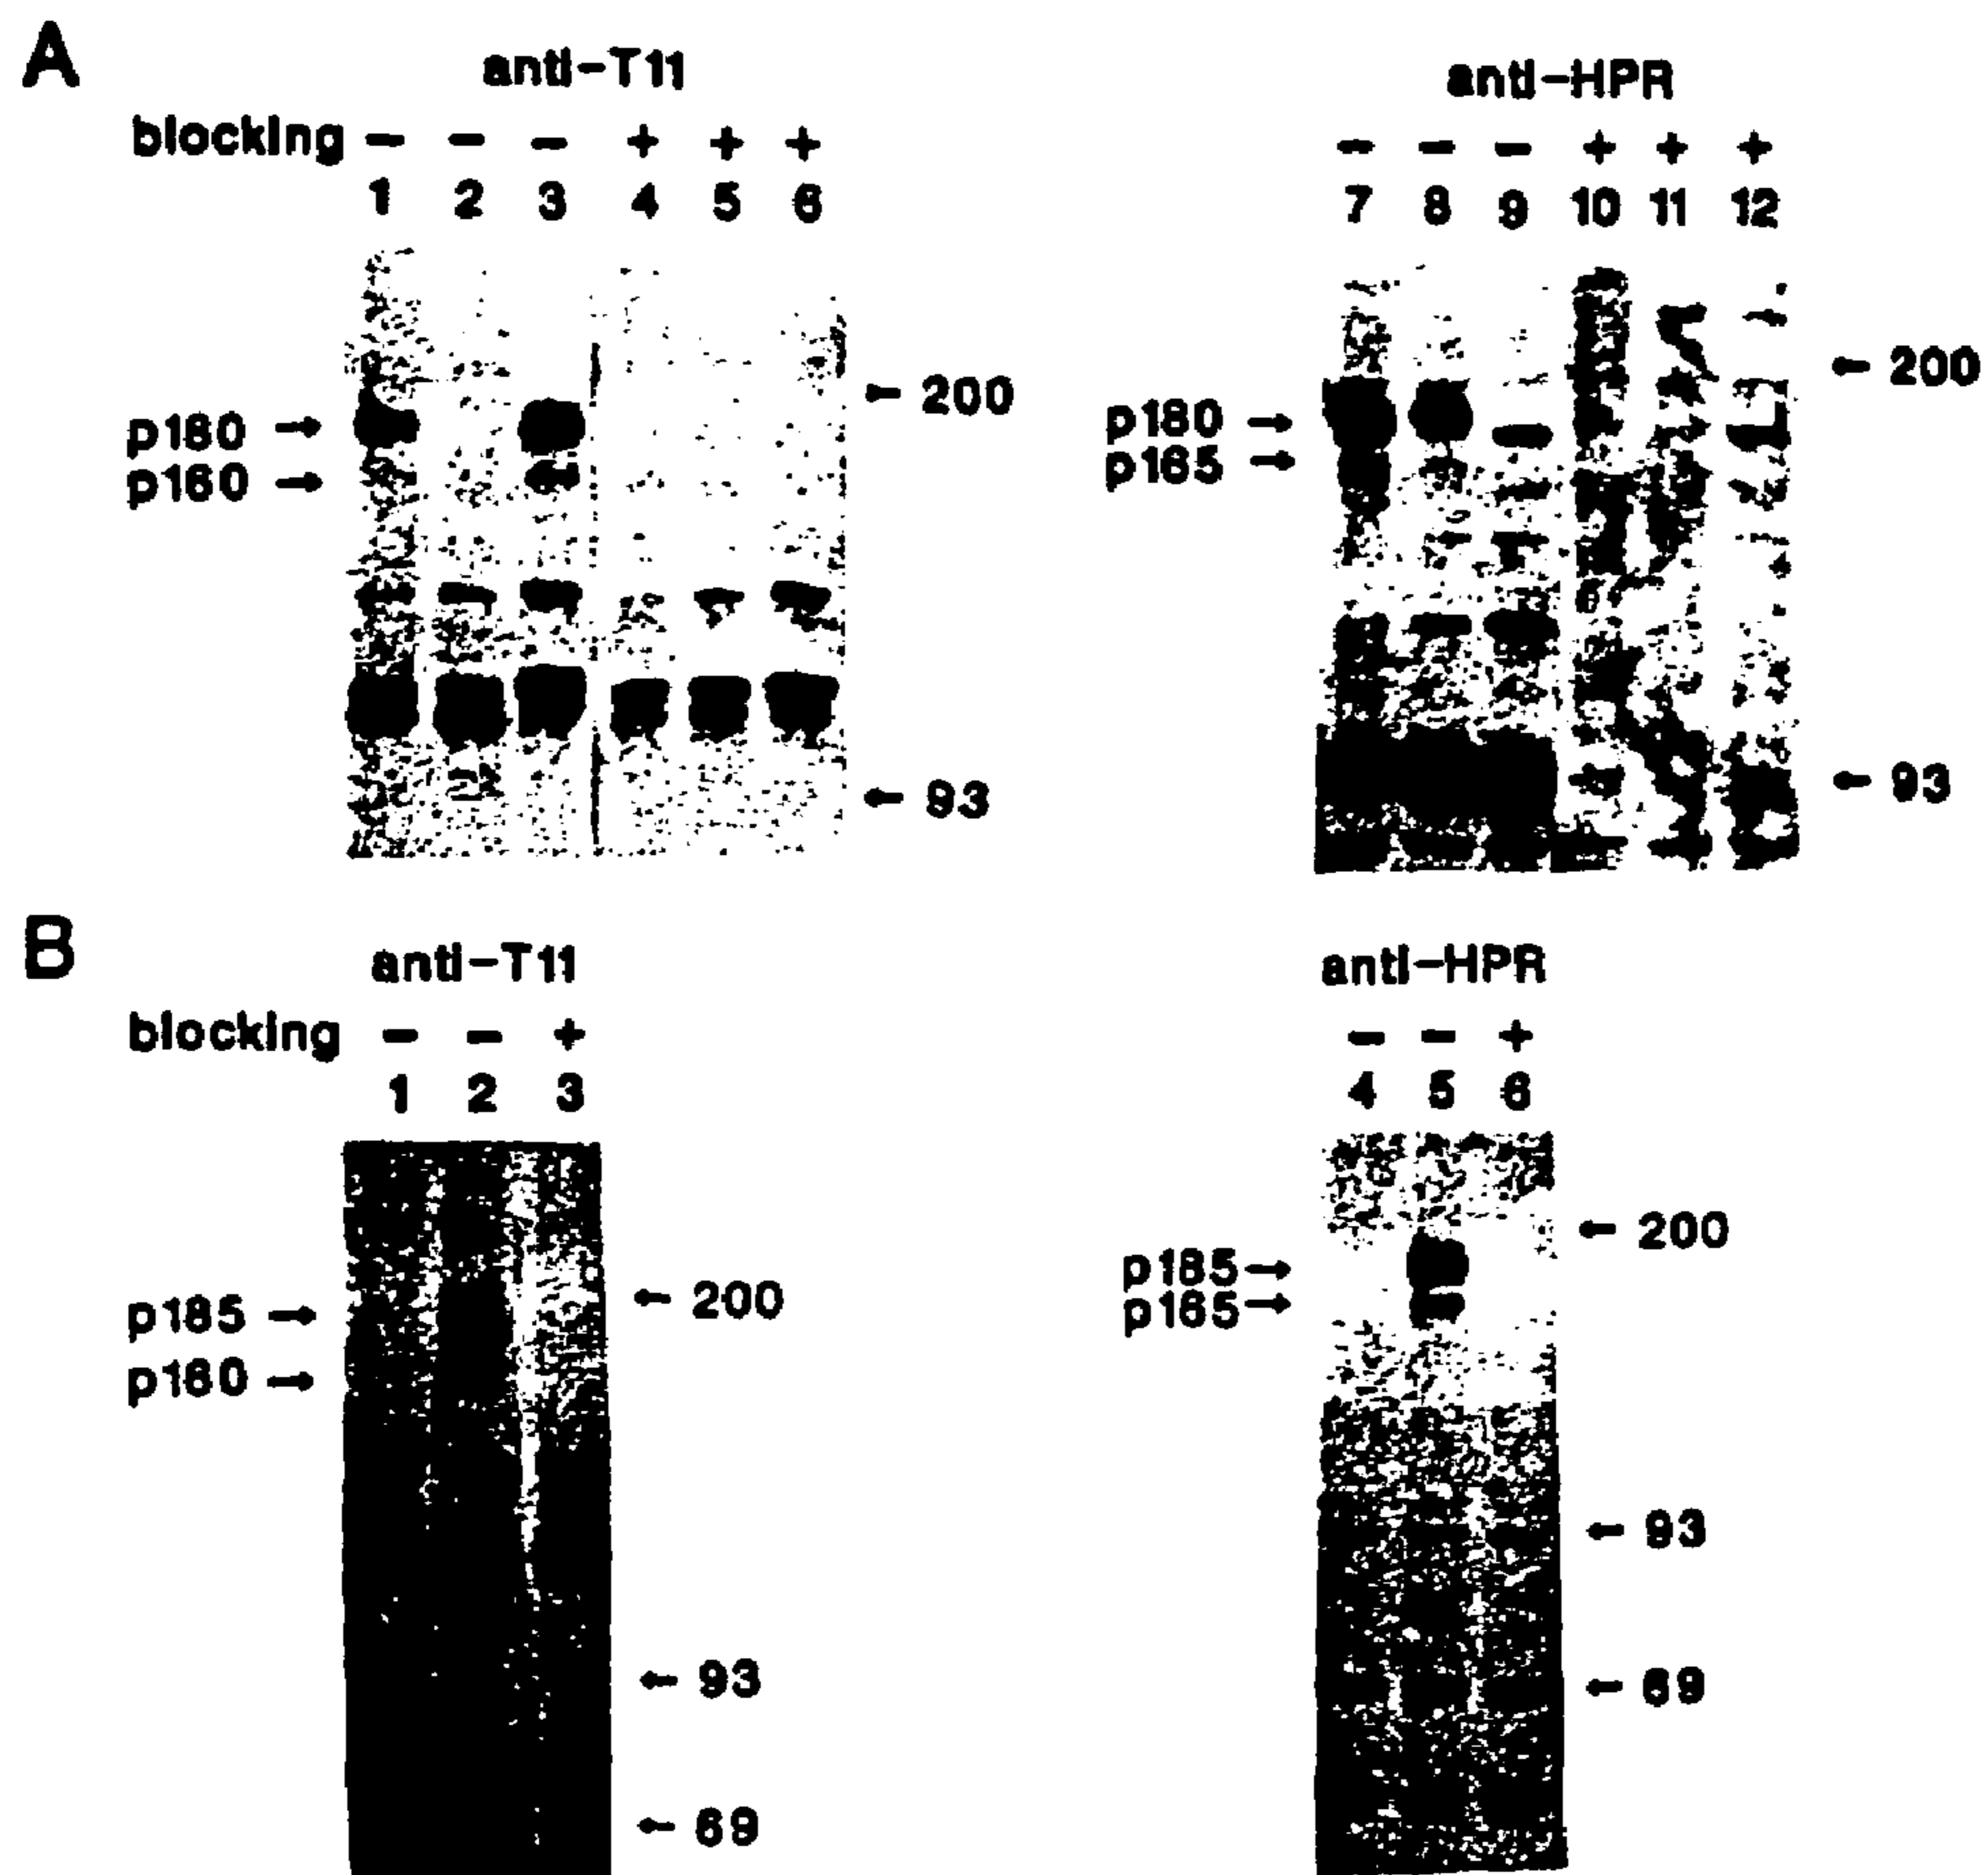 A
anti-T11
blocking - - - + + +
1 2 3 4 5 6
p180 →
p160 →
← 200
← 93
anti-HPR
- - - + + +
7 8 9 10 11 12
p180 →
p165 →
← 200
← 93
B
anti-T11
blocking - - +
1 2 3
p185 →
p160 →
← 200
← 93
← 69
anti-HPR
- - +
4 5 6
p185 →
p165 →
← 200
← 93
← 69